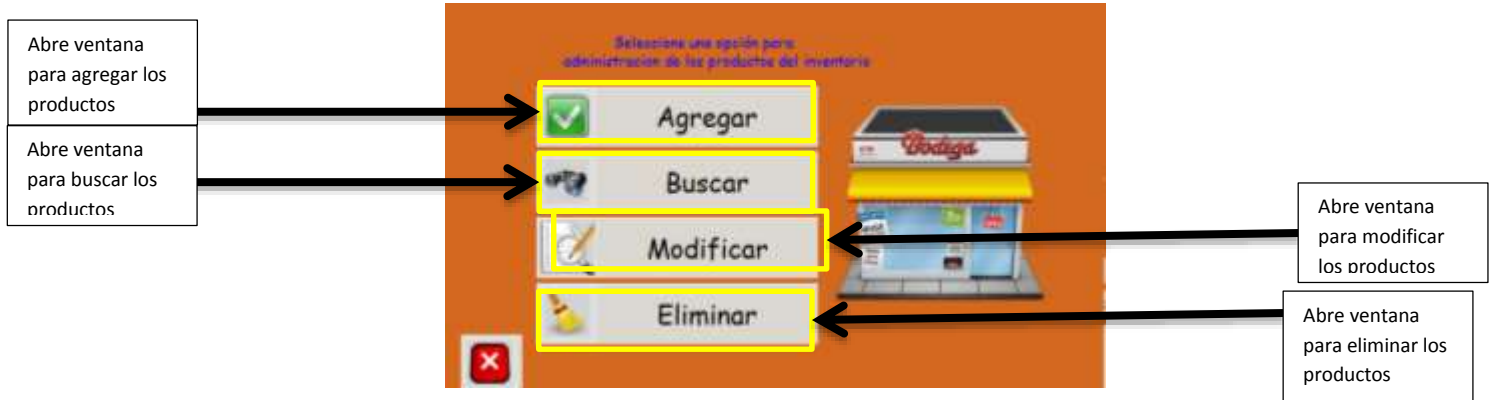 Abre ventana
para agregar los
productos
Abre ventana
para buscar los
productos
Seleccione una opción para
administracion de los productos del inventario
Agregar
Buscar
Modificar
Eliminar
Bodega
Abre ventana
para modificar
los productos
Abre ventana
para eliminar los
productos